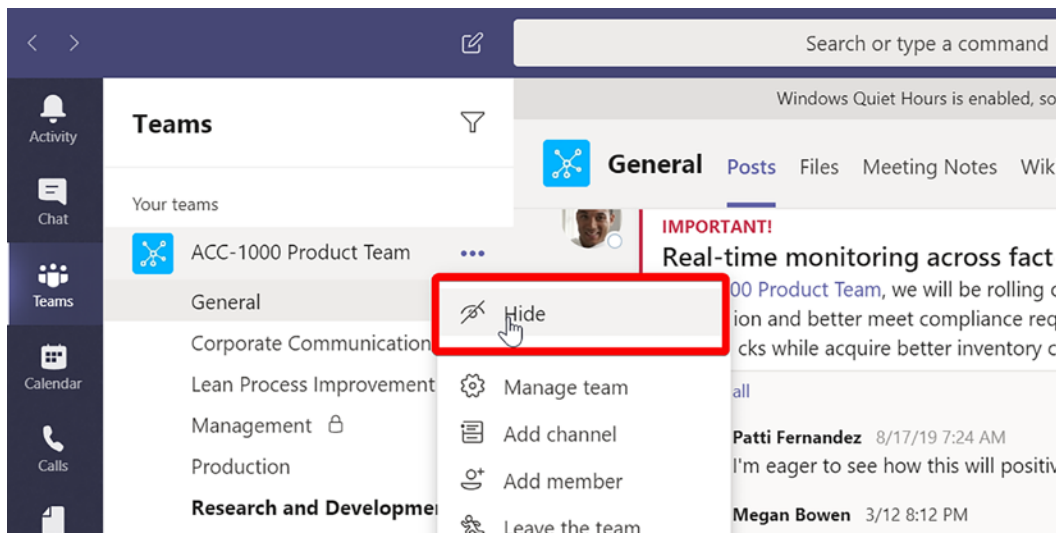 Search or type a command
Activity
Chat
Teams
Calendar
Calls
Teams
Your teams
ACC-1000 Product Team
General
Corporate Communication
Lean Process Improvement
Management
Production
Research and Developme
Hide
Manage team
Add channel
Add member
Leave the team
Windows Quiet Hours is enabled, so
General Posts Files Meeting Notes Wik
IMPORTANT!
Real-time monitoring across fact
00 Product Team, we will be rolling
ion and better meet compliance req
cks while acquire better inventory
all
Patti Fernandez 8/17/19 7:24 AM
I'm eager to see how this will positiv
Megan Bowen 3/12 8:12 PM